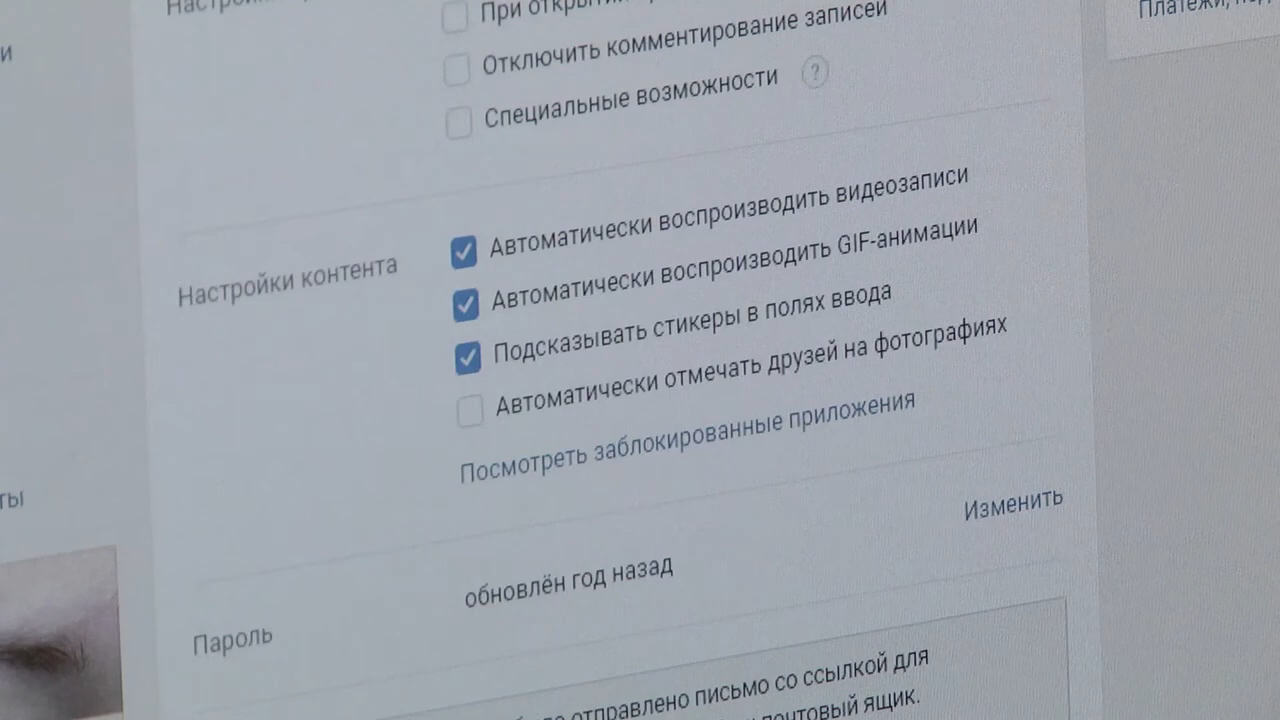 При
Отключить комментирование записей
Специальные возможности ?
Автоматически воспроизводить видеозаписи
Настройки контента
Автоматически воспроизводить GIF-анимации
Подсказывать стикеры в полях ввода
Автоматически отмечать друзей на фотографиях
Посмотреть заблокированные приложения
Изменить
обновлён год назад
Пароль
отправлено письмо со ссылкой для
почтовый ящик.
Платежи,